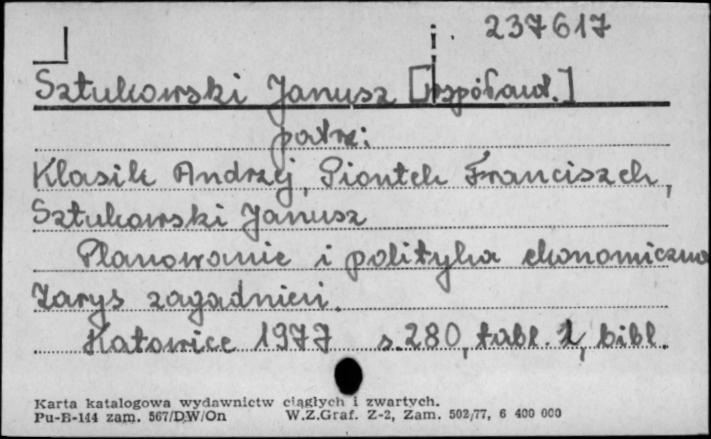 237617
Sztukowski Janusz [współaut.]
patrz:
Klasik Andrzej, Piontek Franciszek,
Sztukowski Janusz
Planowanie i polityka ekonomiczna
Zarys zagadnień.
Katowice 1977 s. 280, tabl. 1, bibl.
Karta katalogowa wydawnictw ciągłych i zwartych.
Pu-E-144 zam. 567/DW/On W.Z.Graf. Z-2, Zam. 502/77, 6 400 000